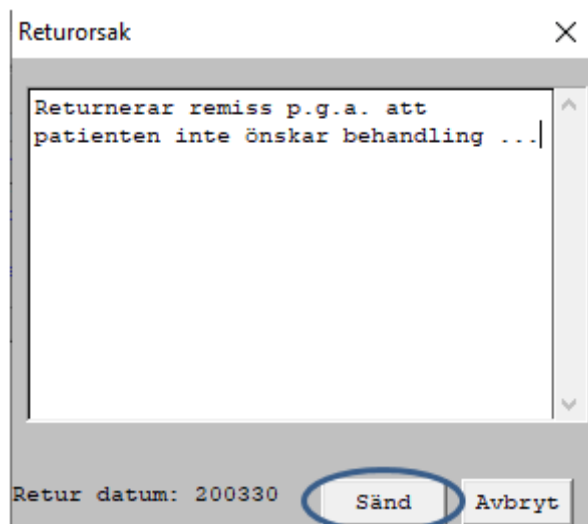 Returorsak
Returnerar remiss p.g.a. att
patienten inte önskar behandling ...
Retur datum: 200330
Sänd
Avbryt